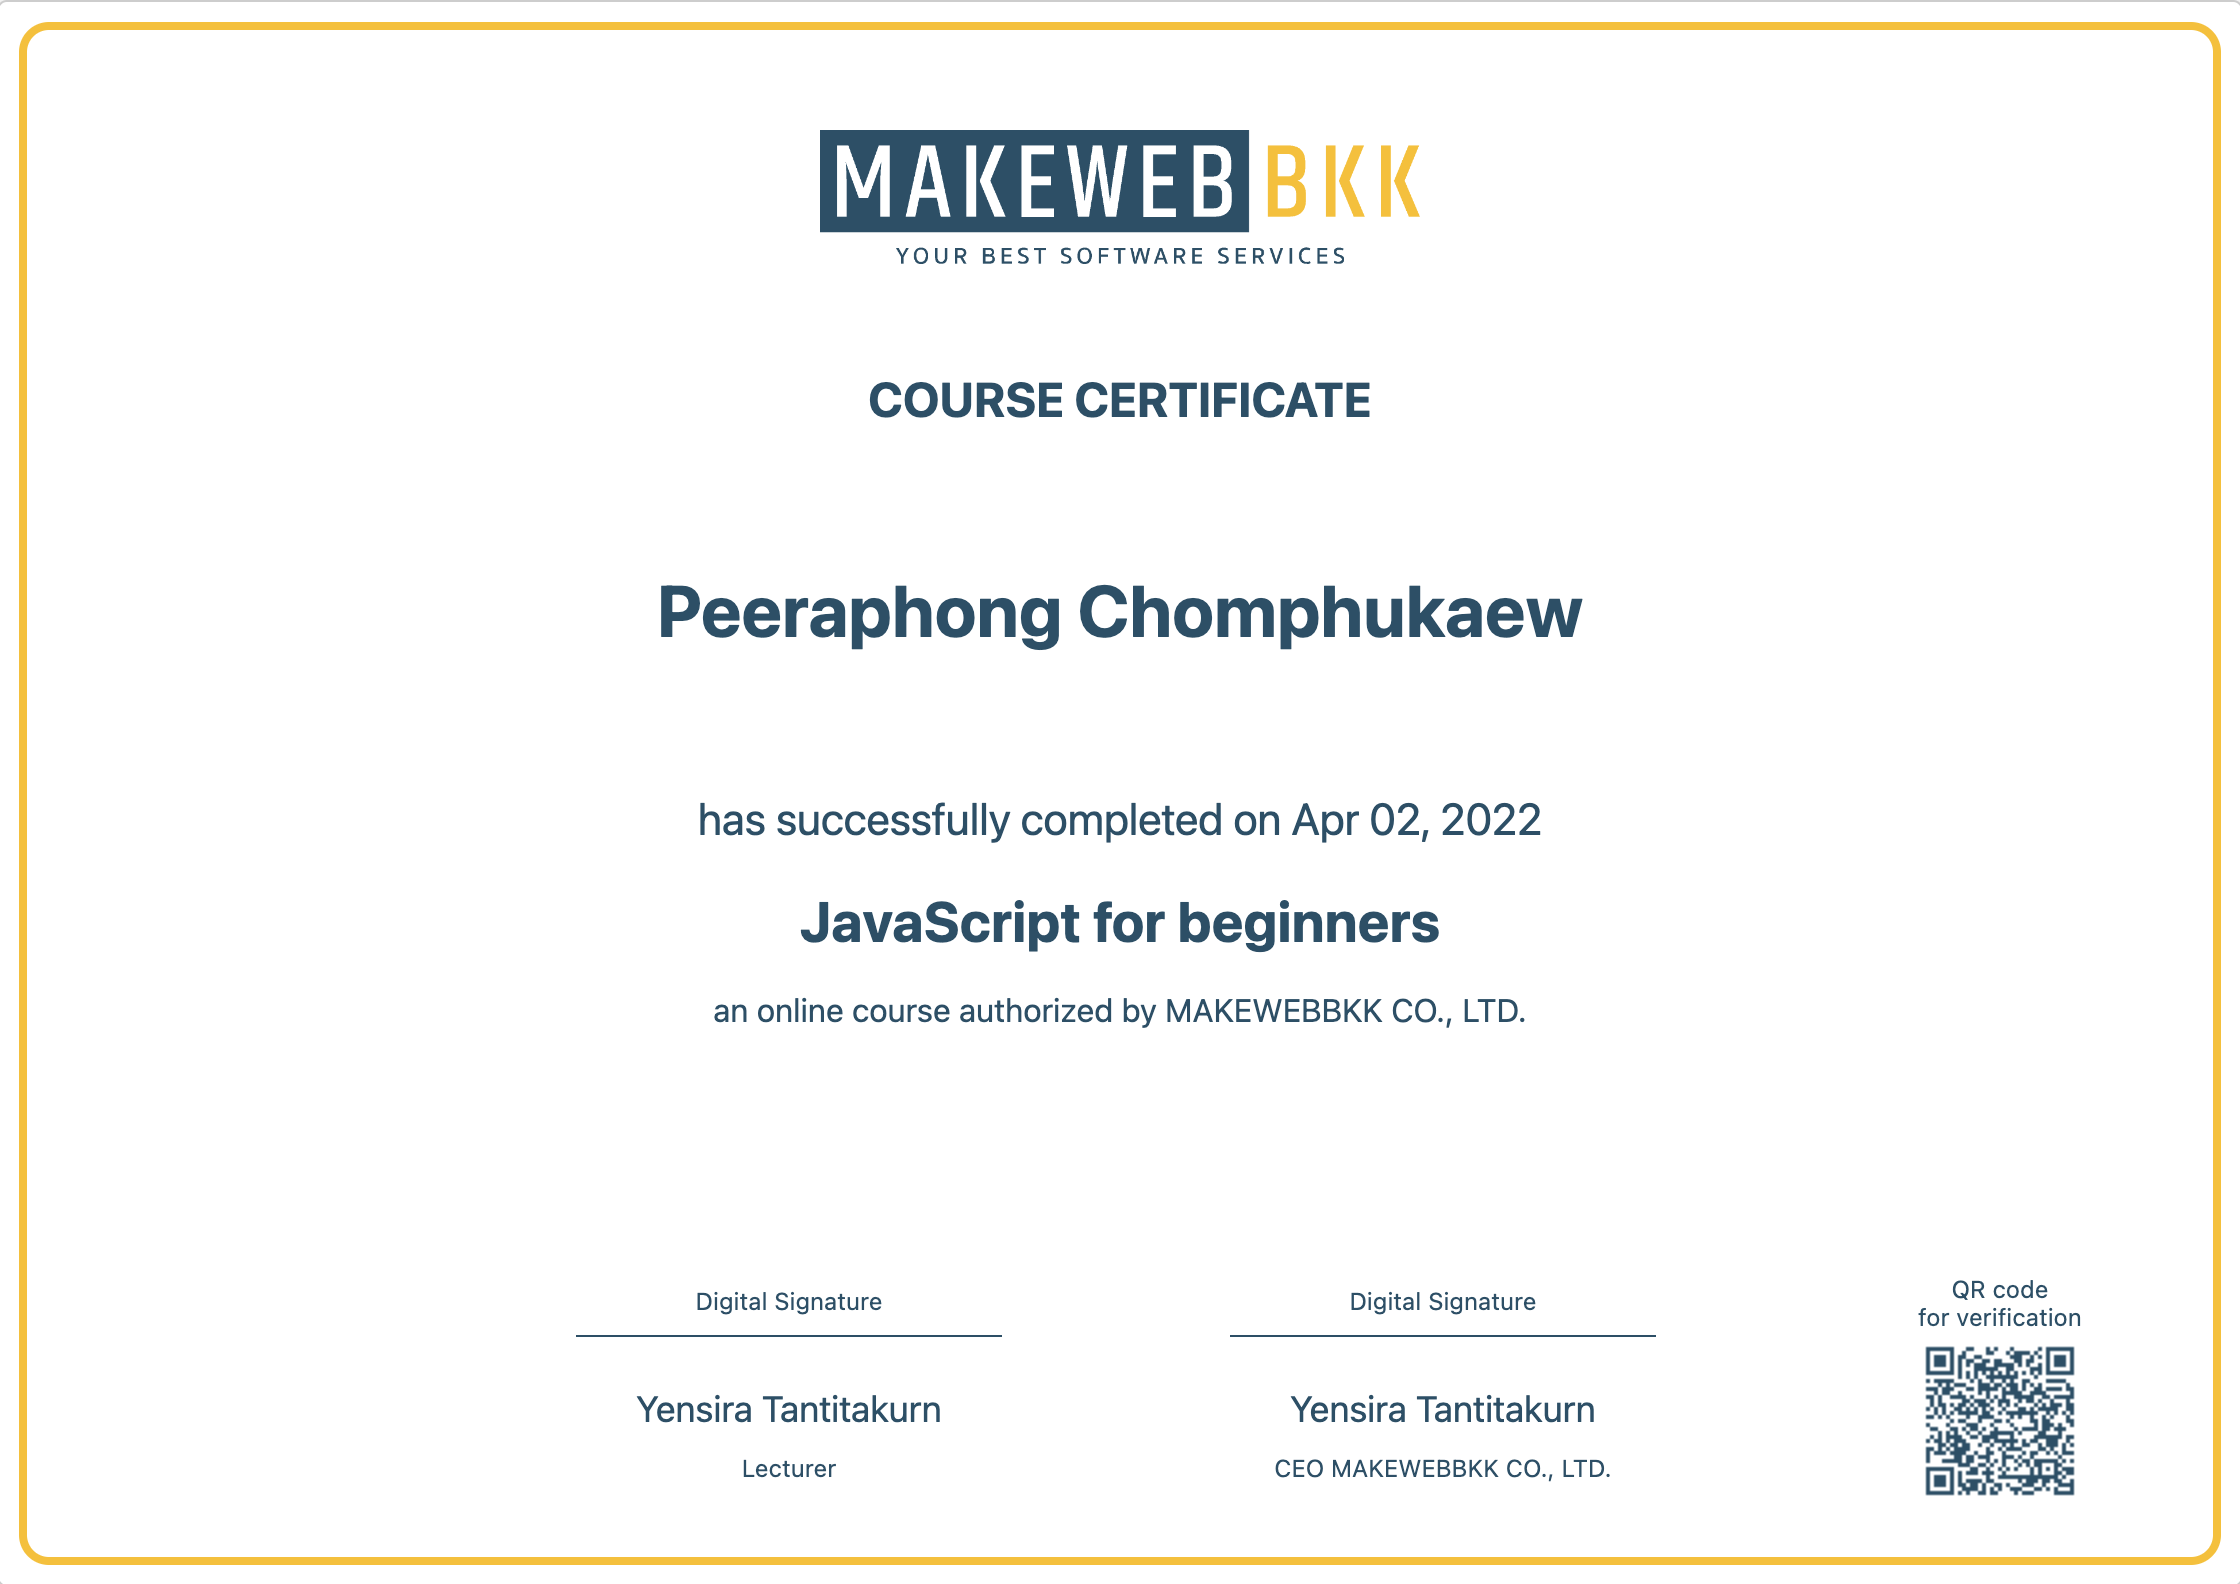 MAKEWEB BKK
YOUR BEST SOFTWARE SERVICES
COURSE CERTIFICATE
Peeraphong Chomphukaew
has successfully completed on Apr 02, 2022
JavaScript for beginners
an online course authorized by MAKEWEBBKK CO., LTD.
Digital Signature
Yensira Tantitakurn
Lecturer
Digital Signature
Yensira Tantitakurn
CEO MAKEWEBBKK CO., LTD.
QR code
for verification